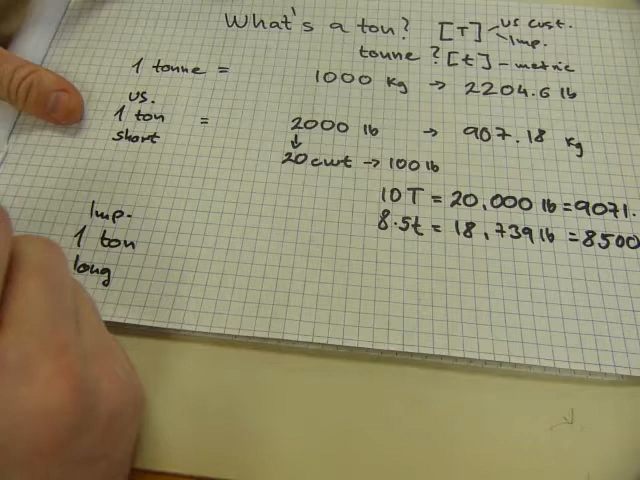 What's a ton? [T] us cust.
Imp.
tonne? [t] - metric
1 tonne = 1000 Kg → 2204.6 lb
us.
1 ton = 2000 lb → 907.18 Kg
short
↓
20 cwt → 100 lb
10 T = 20,000 lb = 9071.
8.5t = 18,739 lb = 8500
Imp.
1 ton
long